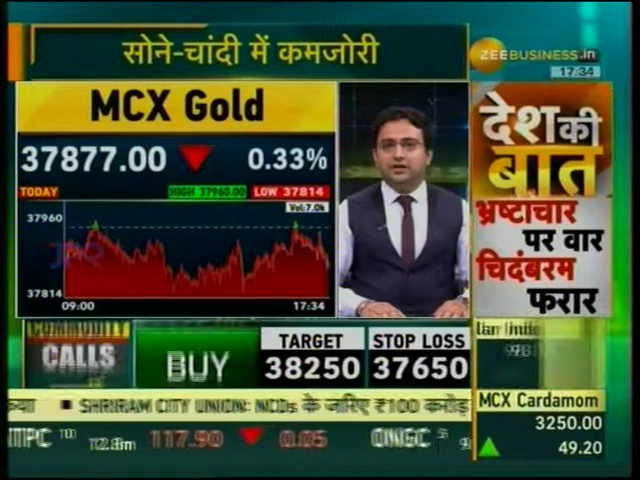 सोने-चांदी में कमजोरी
ZEEBUSINESS.in
17:34
MCX Gold
37877.00 ▼ 0.33%
TODAY HIGH 37960.00 LOW 37814
Vol:7.0k
37960
37814
09:00 17:34
देश की
बात
भ्रष्टाचार
पर वार
चिदंबरम
फरार
COMMODITY
CALLS
BUY
TARGET
38250
STOP LOSS
37650
SHRIRAM CITY UNION: NCDs के जरिए ₹100 करोड़
MCX Cardamom
3250.00
▲ 49.20
NTPC 117.90 ▼ 0.05 ONGC